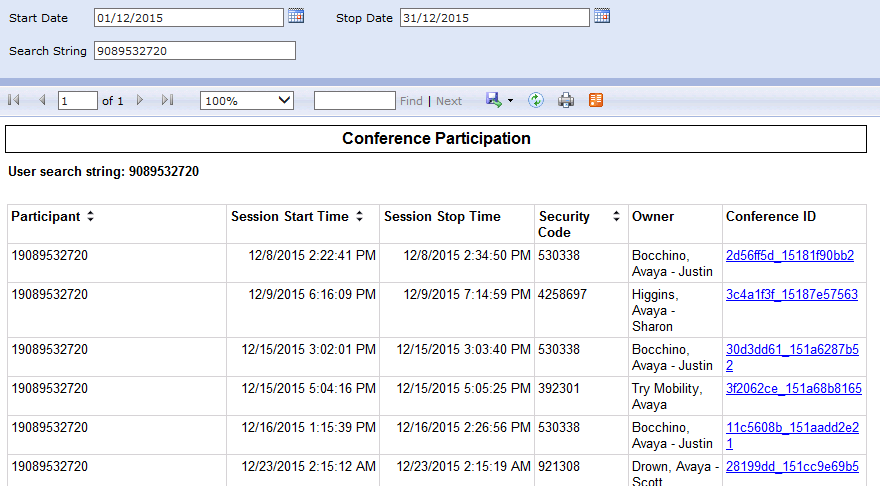 Start Date 01/12/2015 Stop Date 31/12/2015
Search String 9089532720
1 of 1 100% Find | Next
Conference Participation
User search string: 9089532720
Participant Session Start Time Session Stop Time Security Owner Conference ID
Code
19089532720 12/8/2015 2:22:41 PM 12/8/2015 2:34:50 PM 530338 Bocchino, 2d56ff5d_15181f90bb2
Avaya - Justin
19089532720 12/9/2015 6:16:09 PM 12/9/2015 7:14:59 PM 4258697 Higgins, 3c4a1f3f_15187e57563
Avaya -
Sharon
19089532720 12/15/2015 3:02:01 PM 12/15/2015 3:03:40 PM 530338 Bocchino, 30d3dd61_151a6287b5
Avaya - Justin 2
19089532720 12/15/2015 5:04:16 PM 12/15/2015 5:05:25 PM 392301 Try Mobility, 3f2062ce_151a68b8165
Avaya
19089532720 12/16/2015 1:15:39 PM 12/16/2015 2:26:56 PM 530338 Bocchino, 11c5608b_151aadd2e2
Avaya - Justin 1
19089532720 12/23/2015 2:15:12 AM 12/23/2015 2:15:19 AM 921308 Drown, Avaya - 28199dd_151cc9e69b5
Scott